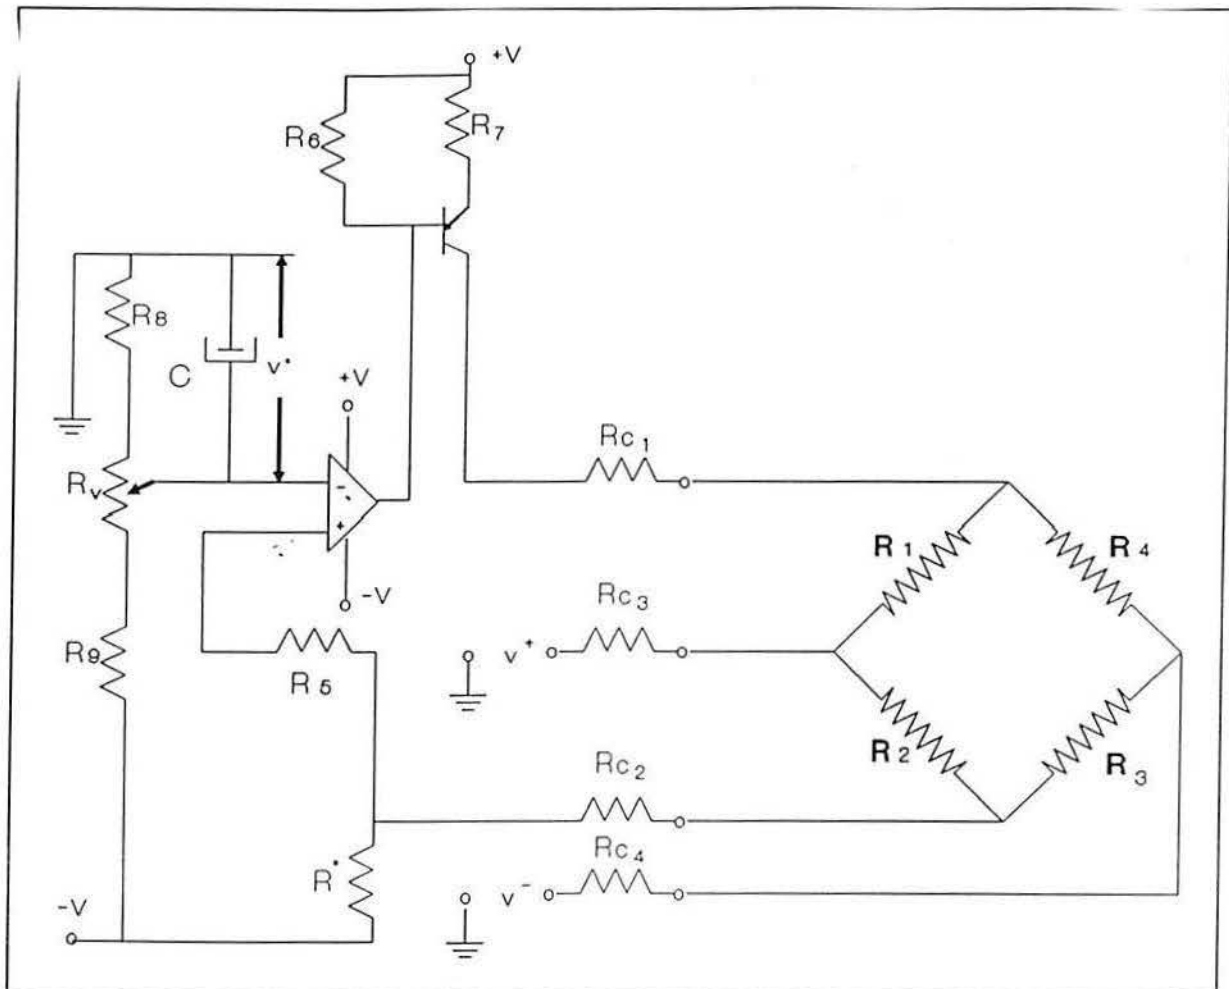 +V
R6
R7
R8
C
v*
+V
Rc1
Rv
-
+
R1
R4
-V
Rc3
R9
v+
R5
R2
R3
Rc2
Rc4
R*
v-
-V